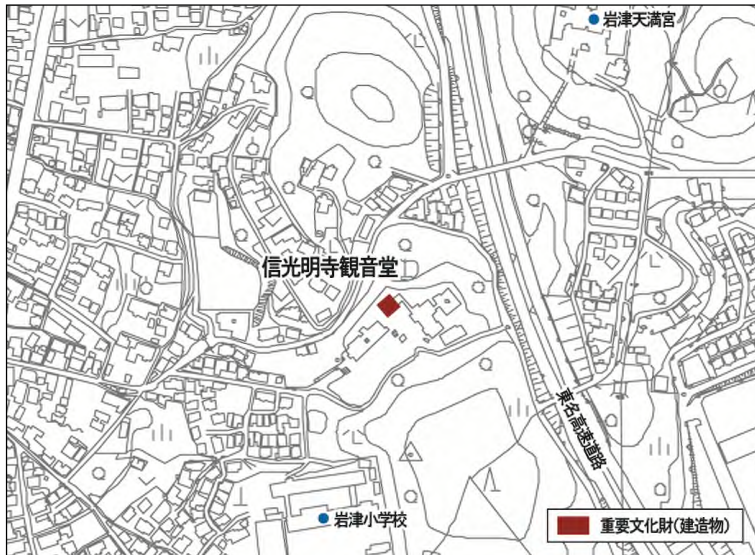 岩津天満宮
信光明寺観音堂
東名高速道路
岩津小学校
重要文化財(建造物)